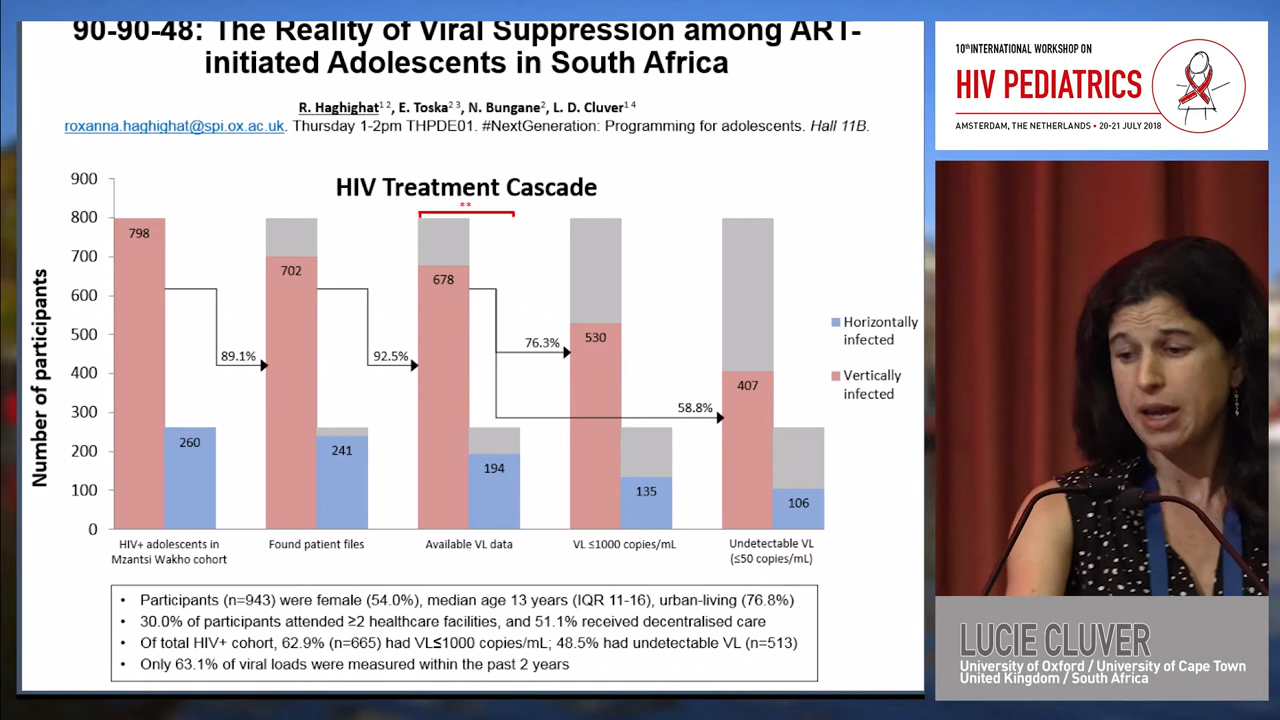 90-90-48: The Reality of Viral Suppression among ART-
initiated Adolescents in South Africa
R. Haghighat1 2, E. Toska2 3, N. Bungane2, L. D. Cluver1 4
roxanna.haghighat@spi.ox.ac.uk. Thursday 1-2pm THPDE01. #NextGeneration: Programming for adolescents. Hall 11B.
HIV Treatment Cascade
**
Number of participants
900
800
700
600
500
400
300
200
100
0
798
702
678
530
407
260
241
194
135
106
89.1%
92.5%
76.3%
58.8%
HIV+ adolescents in
Mzantsi Wakho cohort
Found patient files
Available VL data
VL ≤1000 copies/mL
Undetectable VL
(≤50 copies/mL)
Horizontally
infected
Vertically
infected
• Participants (n=943) were female (54.0%), median age 13 years (IQR 11-16), urban-living (76.8%)
• 30.0% of participants attended ≥2 healthcare facilities, and 51.1% received decentralised care
• Of total HIV+ cohort, 62.9% (n=665) had VL≤1000 copies/mL; 48.5% had undetectable VL (n=513)
• Only 63.1% of viral loads were measured within the past 2 years
10th INTERNATIONAL WORKSHOP ON
HIV PEDIATRICS
AMSTERDAM, THE NETHERLANDS • 20-21 JULY 2018
LUCIE CLUVER
University of Oxford / University of Cape Town
United Kingdom / South Africa